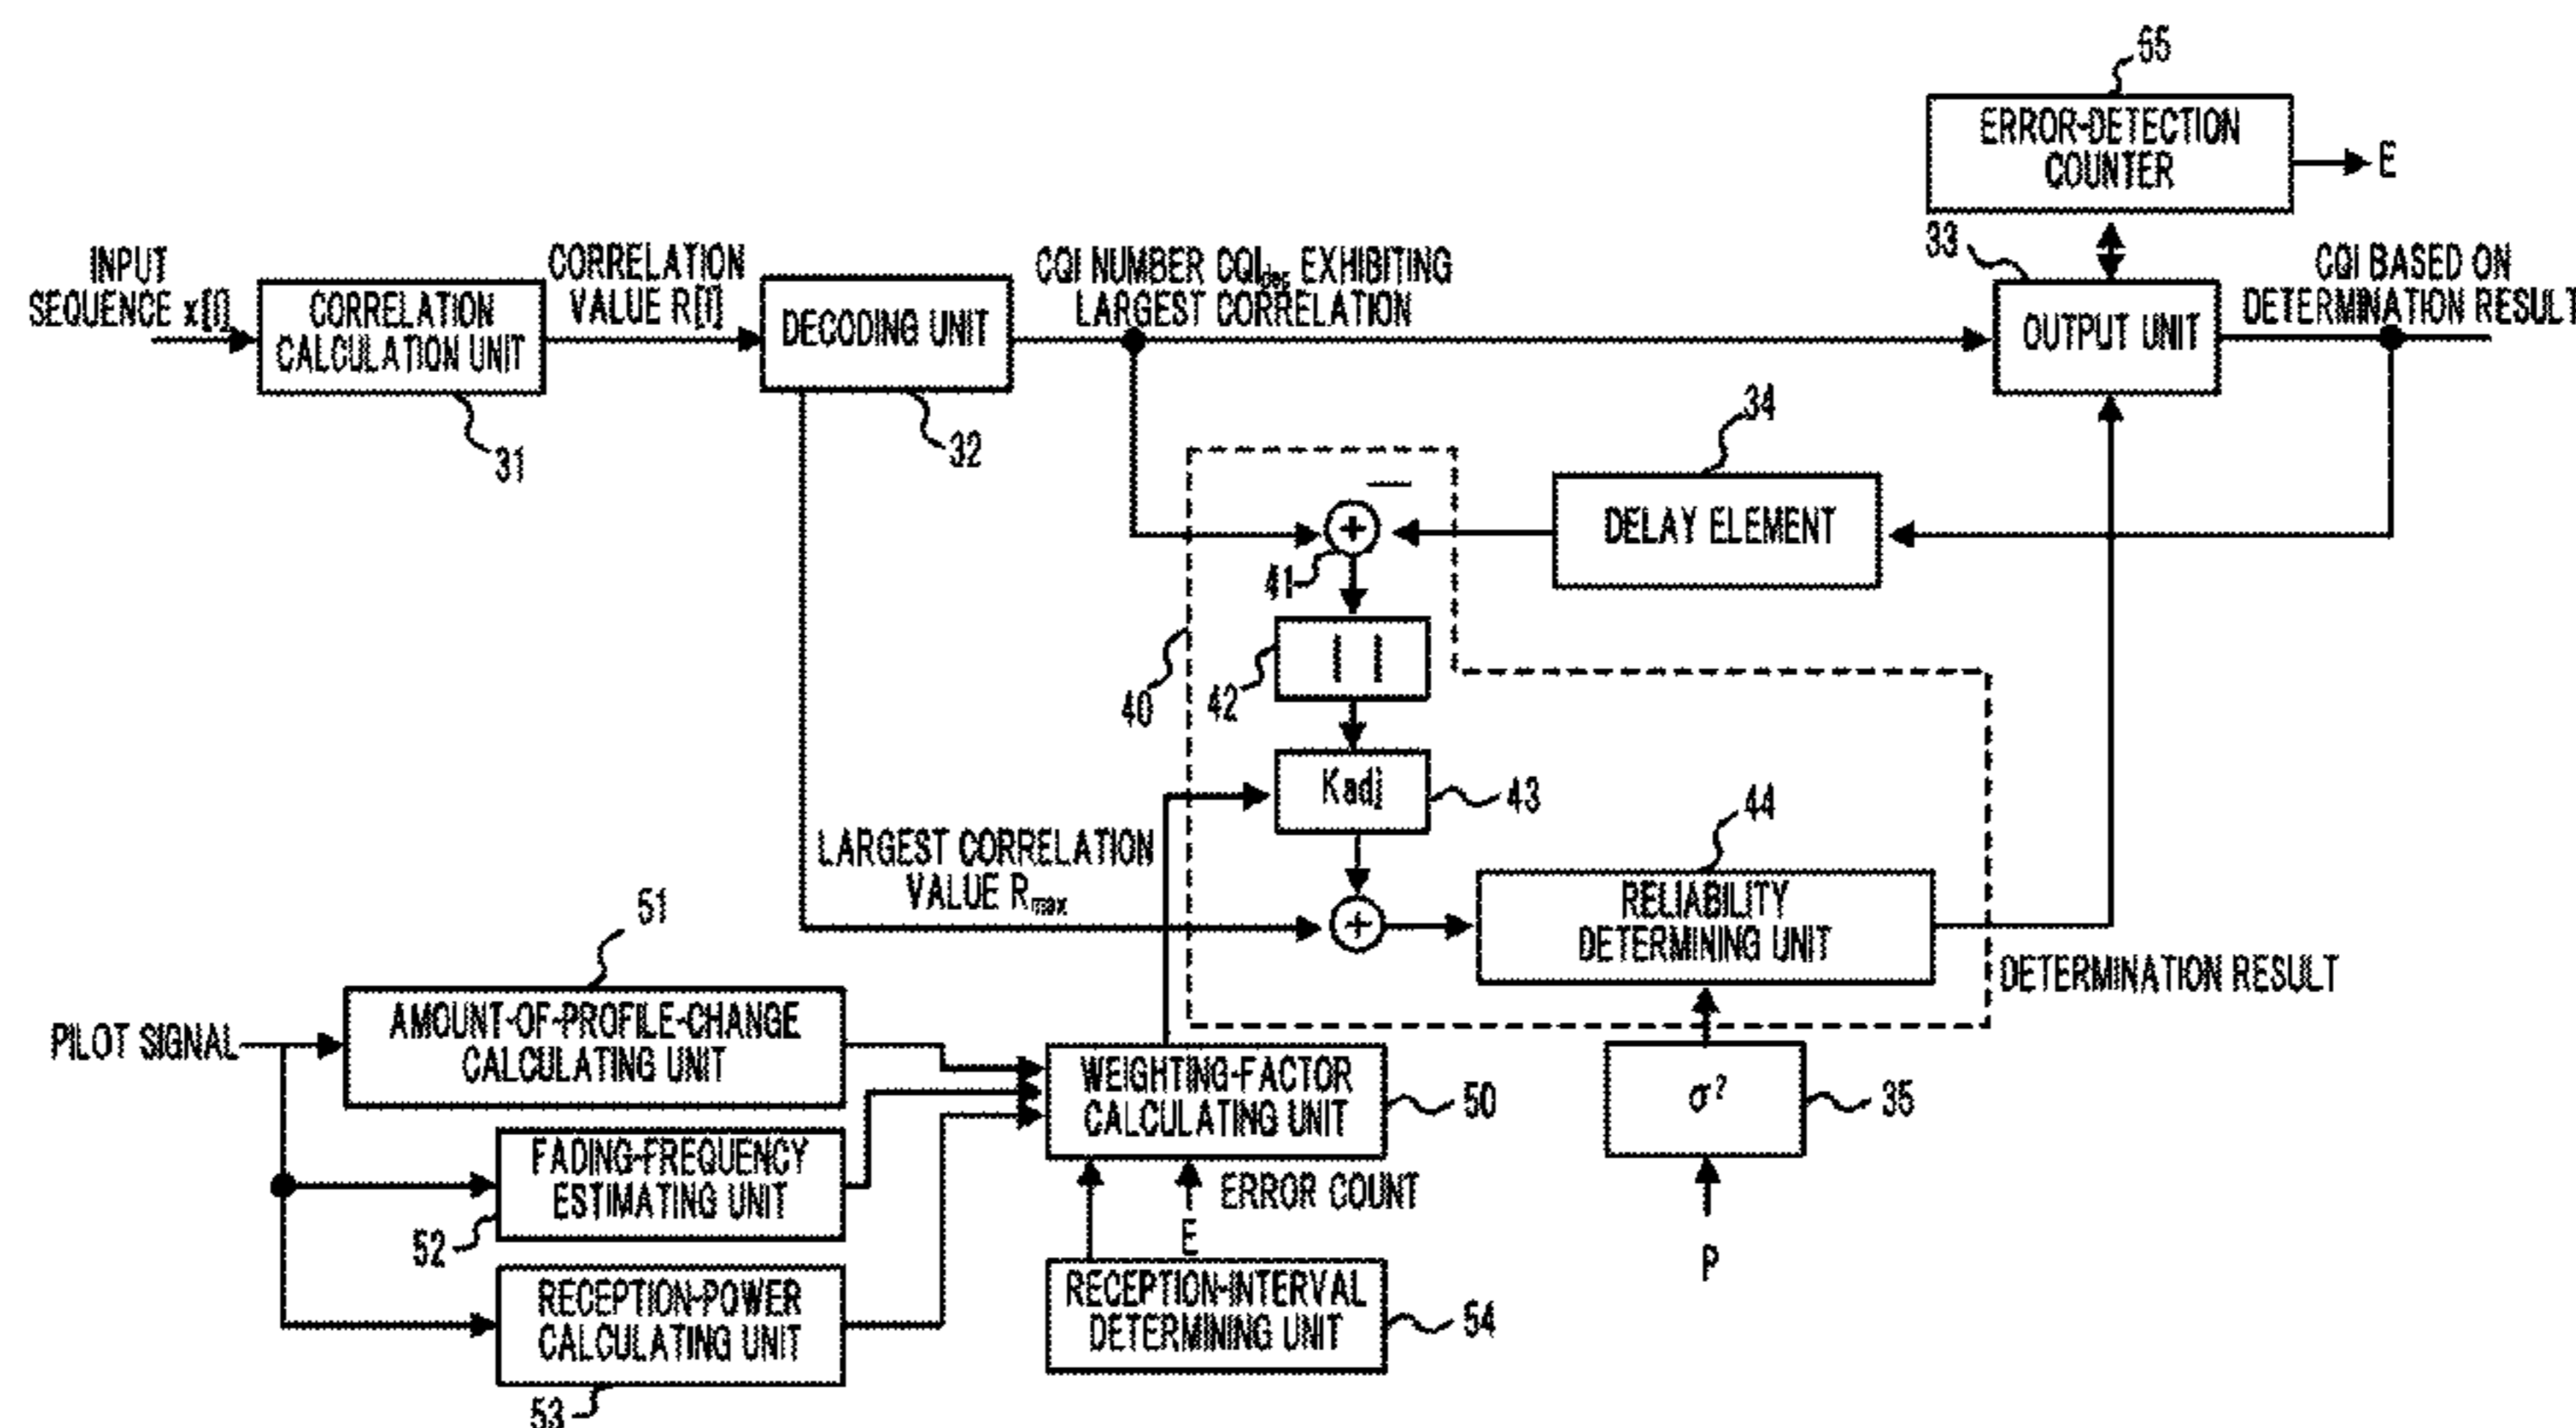 55
ERROR-DETECTION
COUNTER
E
33
INPUT
SEQUENCE x[i]
CORRELATION
CALCULATION UNIT
31
CORRELATION
VALUE R[i]
DECODING UNIT
32
CQI NUMBER CQIdec EXHIBITING
LARGEST CORRELATION
OUTPUT UNIT
CQI BASED ON
DETERMINATION RESULT
34
DELAY ELEMENT
—
+
41
| |
42
40
Kadj
43
LARGEST CORRELATION
VALUE Rmax
+
44
RELIABILITY
DETERMINING UNIT
DETERMINATION RESULT
51
PILOT SIGNAL
AMOUNT-OF-PROFILE-CHANGE
CALCULATING UNIT
WEIGHTING-FACTOR
CALCULATING UNIT
50
σ²
35
P
FADING-FREQUENCY
ESTIMATING UNIT
52
ERROR COUNT
E
RECEPTION-POWER
CALCULATING UNIT
53
RECEPTION-INTERVAL
DETERMINING UNIT
54